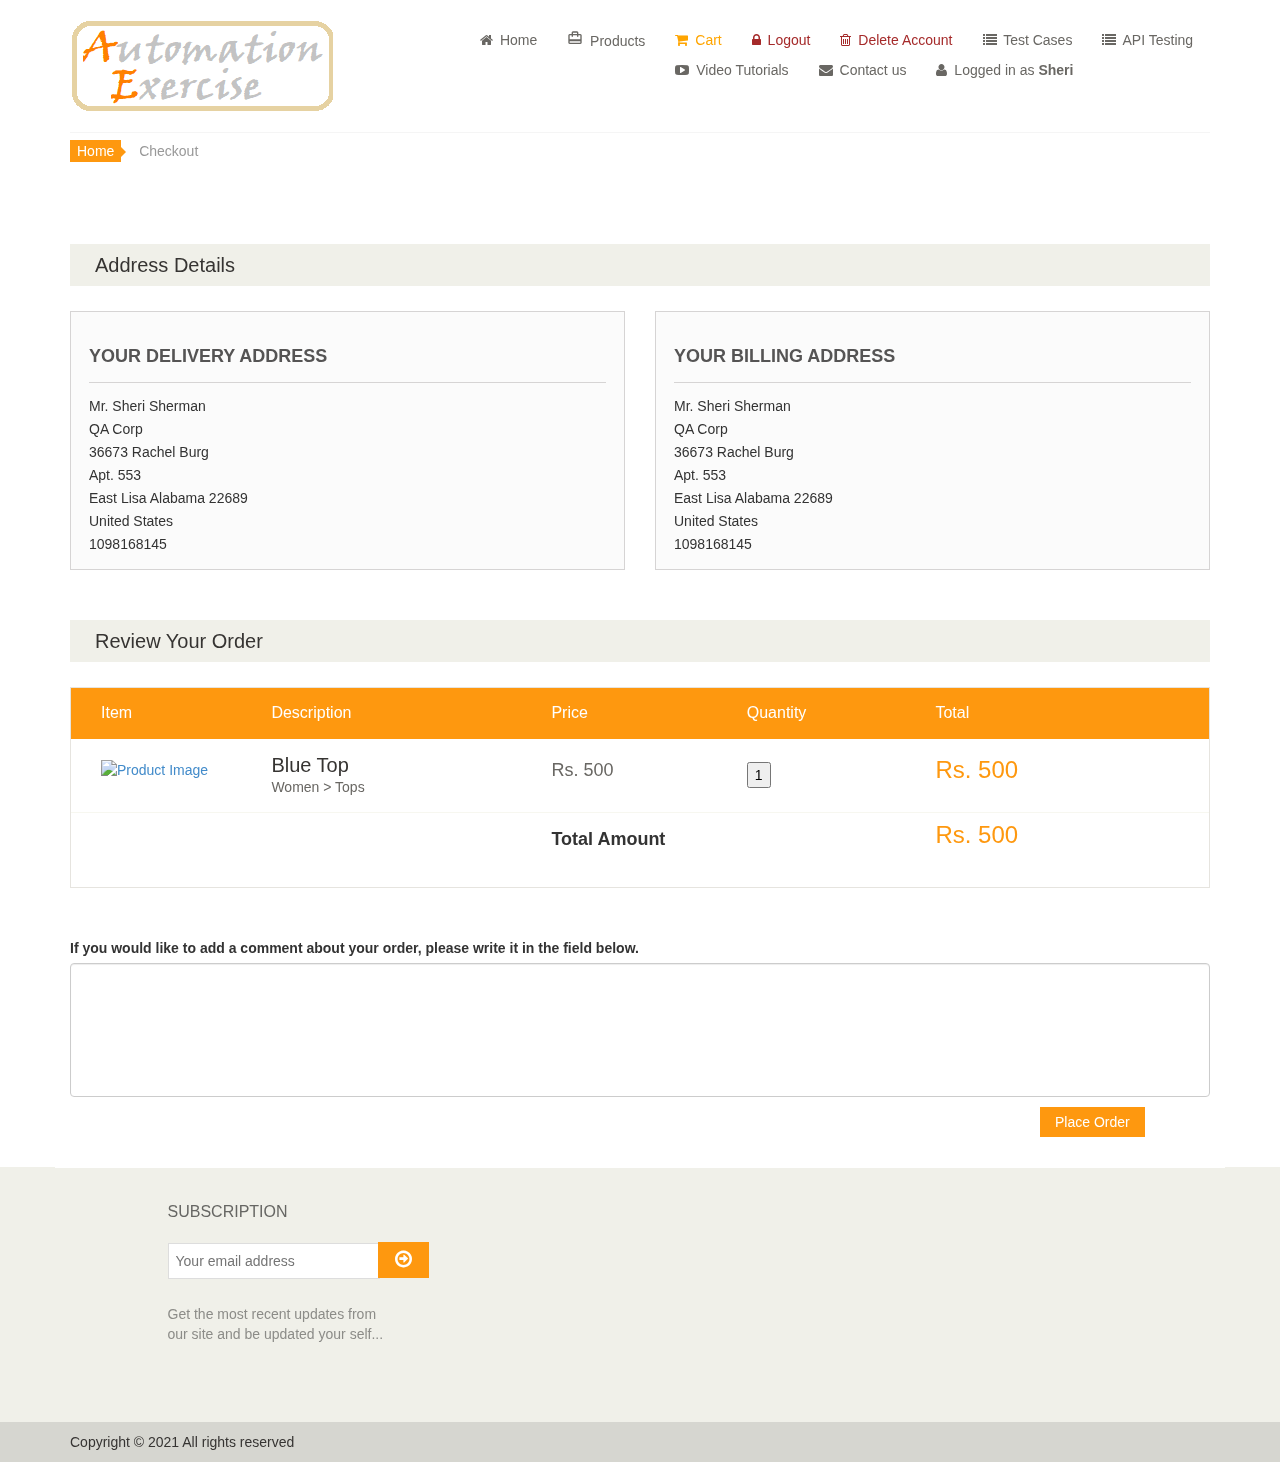 Automation
Exercise
Home
Products
Cart
Logout
Delete Account
Test Cases
API Testing
Video Tutorials
Contact us
Logged in as Sheri
Home
Checkout
Address Details
YOUR DELIVERY ADDRESS
Mr. Sheri Sherman
QA Corp
36673 Rachel Burg
Apt. 553
East Lisa Alabama 22689
United States
1098168145
YOUR BILLING ADDRESS
Mr. Sheri Sherman
QA Corp
36673 Rachel Burg
Apt. 553
East Lisa Alabama 22689
United States
1098168145
Review Your Order
Item Description Price Quantity Total
Product Image
Blue Top
Women > Tops
Rs. 500
1
Rs. 500
Total Amount
Rs. 500
If you would like to add a comment about your order, please write it in the field below.
Place Order
SUBSCRIPTION
Your email address
Get the most recent updates from
our site and be updated your self...
Copyright © 2021 All rights reserved